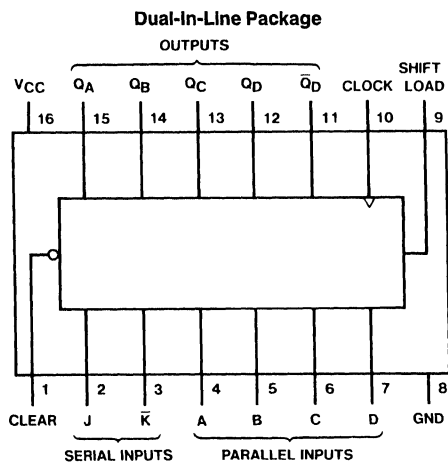 Dual-In-Line Package
OUTPUTS
VCC QA QB QC QD Q̅D CLOCK SHIFT LOAD
16 15 14 13 12 11 10 9
1 2 3 4 5 6 7 8
CLEAR J K̅ A B C D GND
SERIAL INPUTS PARALLEL INPUTS